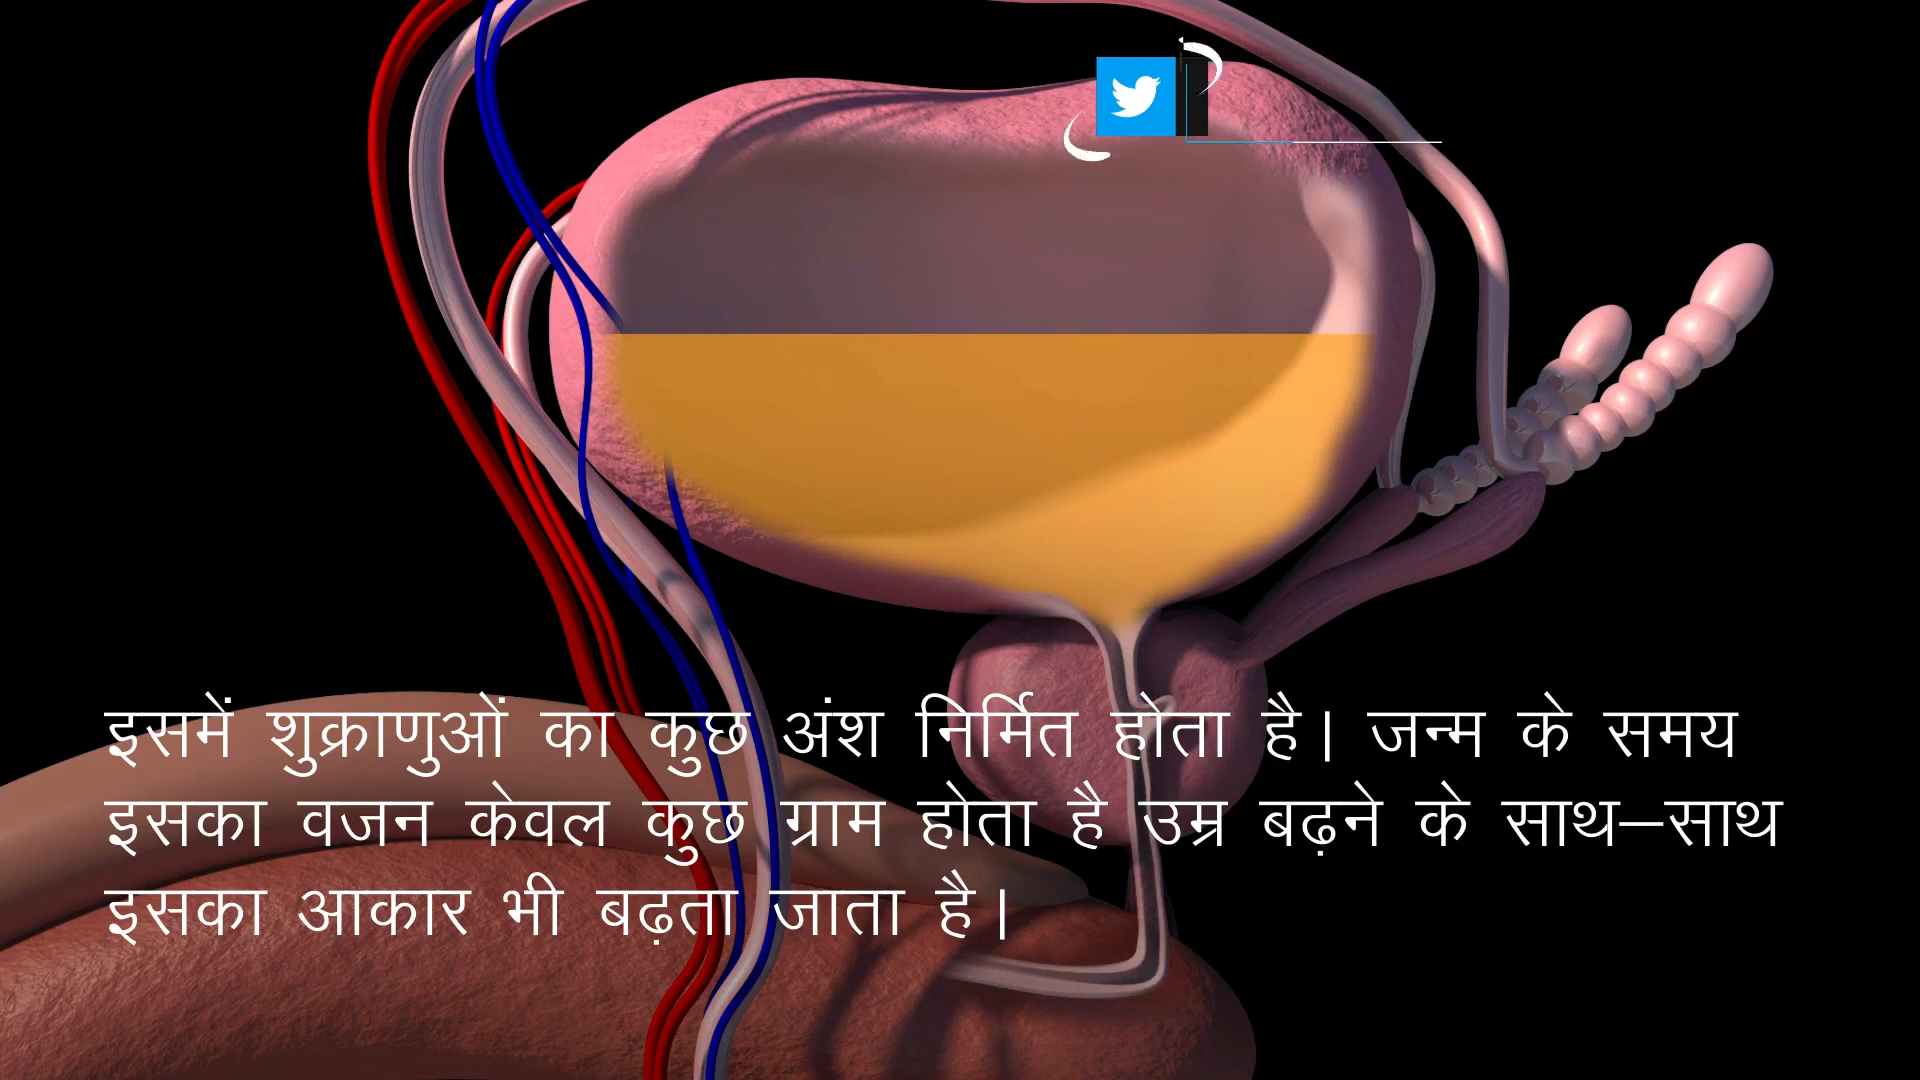 इसमें शुक्राणुओं का कुछ अंश निर्मित होता है। जन्म के समय
इसका वजन केवल कुछ ग्राम होता है उम्र बढ़ने के साथ–साथ
इसका आकार भी बढ़ता जाता है।